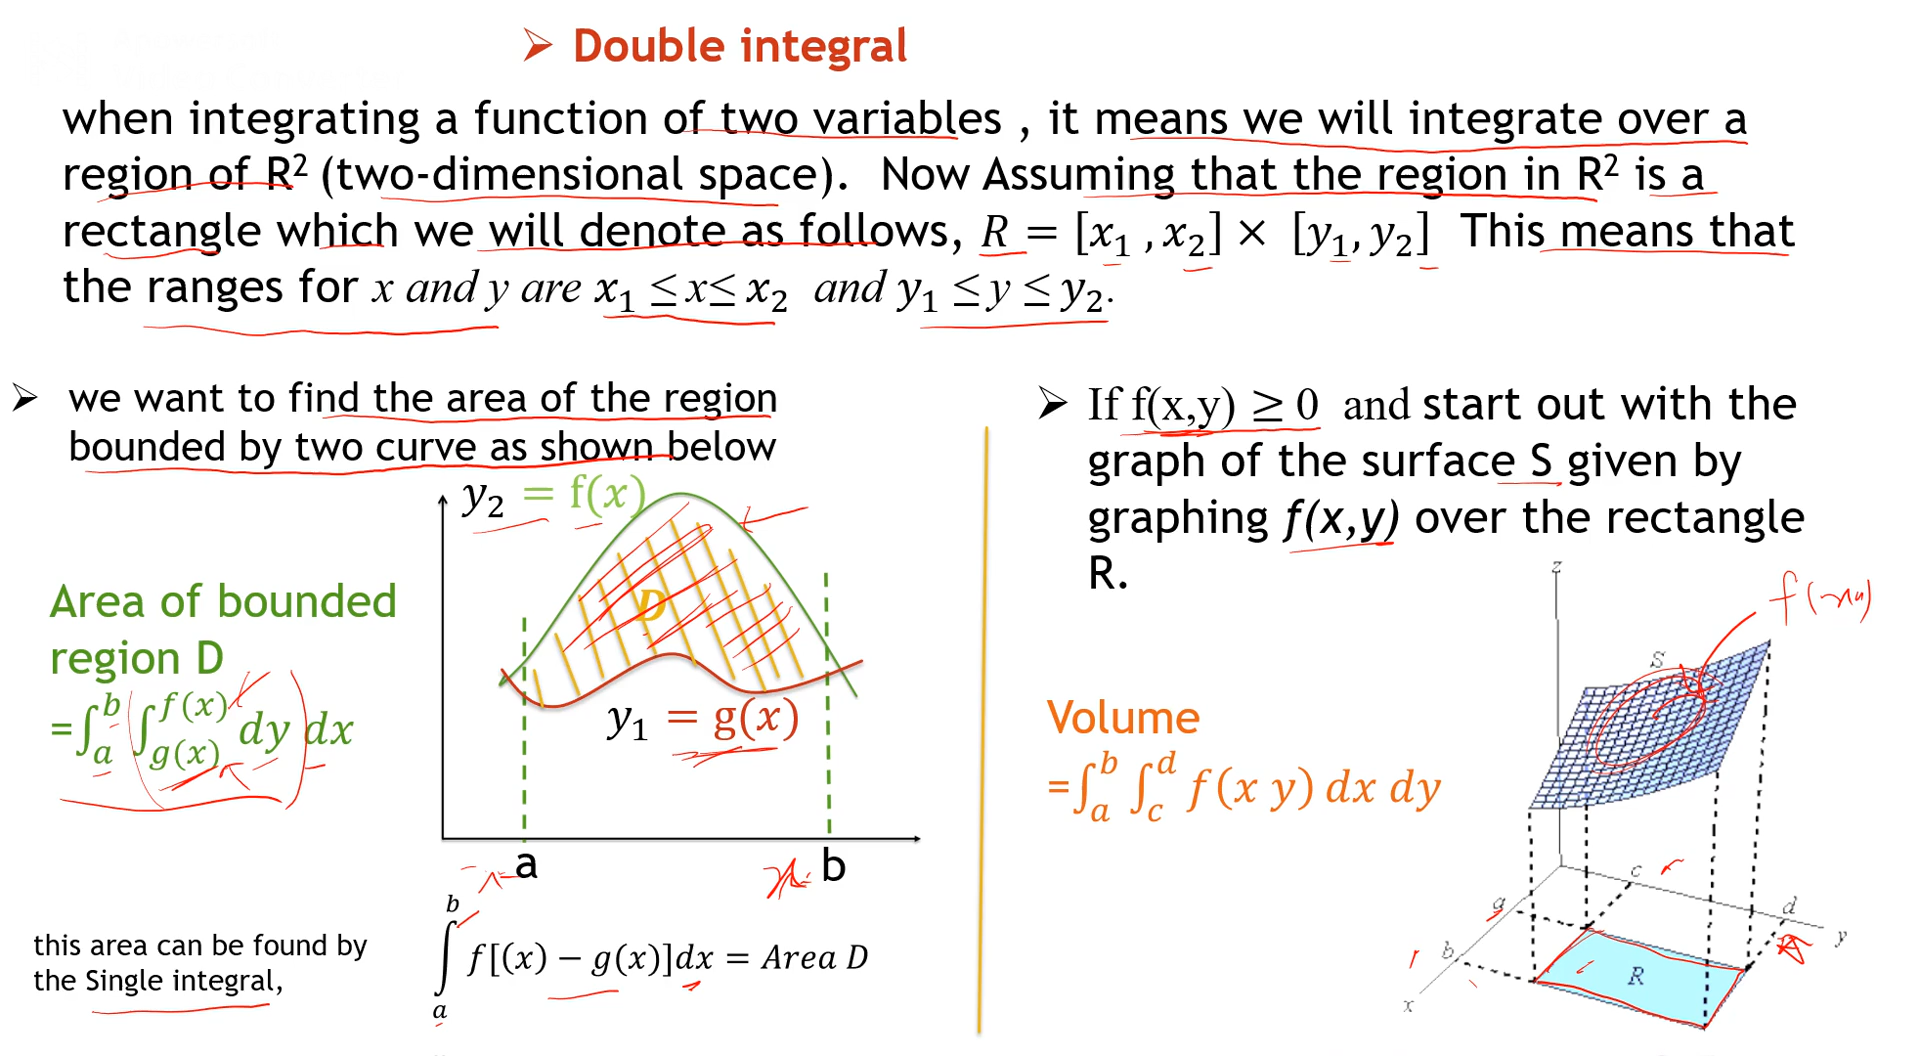 ➢ Double integral
when integrating a function of two variables , it means we will integrate over a
region of R² (two-dimensional space). Now Assuming that the region in R² is a
rectangle which we will denote as follows, R = [x₁ ,x₂] × [y₁, y₂] This means that
the ranges for x and y are x₁ ≤x≤ x₂ and y₁ ≤ y ≤ y₂.
➢ we want to find the area of the region
bounded by two curve as shown below
y₂ = f(x)
D
Area of bounded
region D
=∫ₐᵇ ∫_{g(x)}^{f(x)} dy dx
y₁ = g(x)
x= a
x= b
this area can be found by
the Single integral,
∫ₐᵇ f[(x) − g(x)]dx = Area D
➢ If f(x,y) ≥ 0 and start out with the
graph of the surface S given by
graphing f(x,y) over the rectangle
R.
z
f(xy)
S
Volume
=∫ₐᵇ ∫_c^d f(x y) dx dy
c
a
d
y
b
R
x